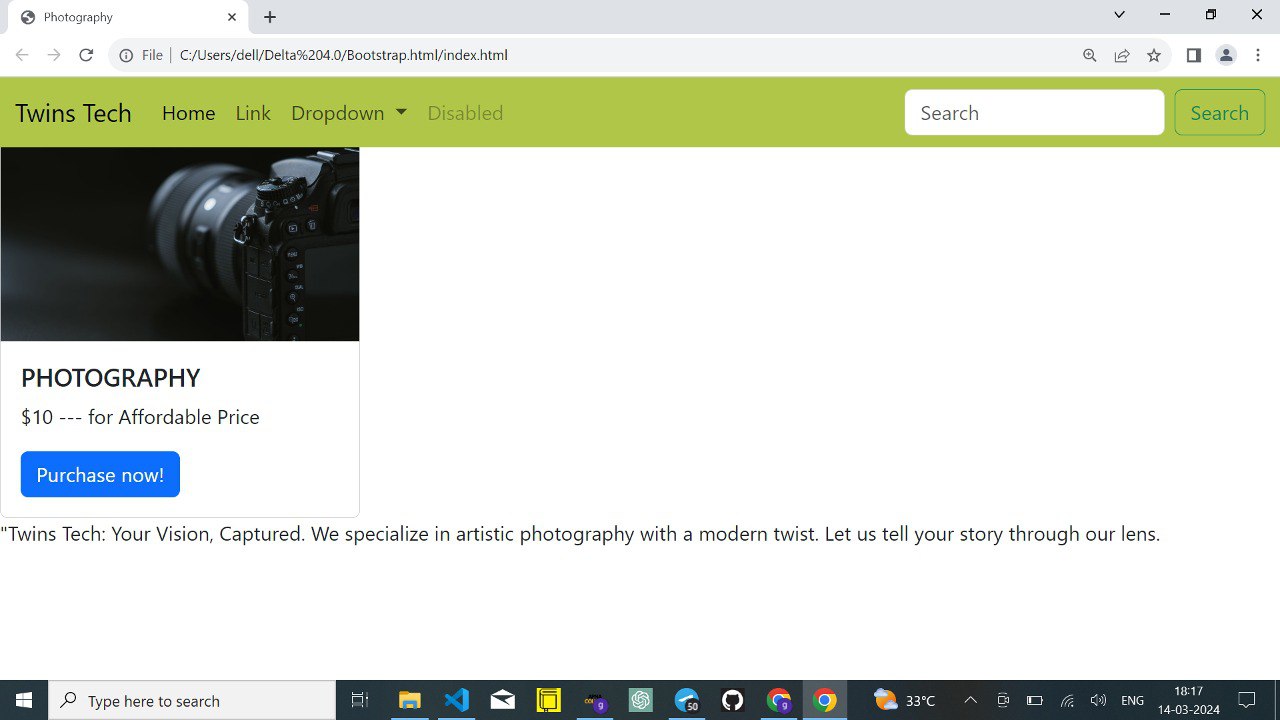 Photography
File
C:/Users/dell/Delta%204.0/Bootstrap.html/index.html
Twins Tech Home Link Dropdown Disabled Search Search
PHOTOGRAPHY
$10 --- for Affordable Price
Purchase now!
"Twins Tech: Your Vision, Captured. We specialize in artistic photography with a modern twist. Let us tell your story through our lens.
Type here to search
9
50
9
33°C
ENG
18:17
14-03-2024